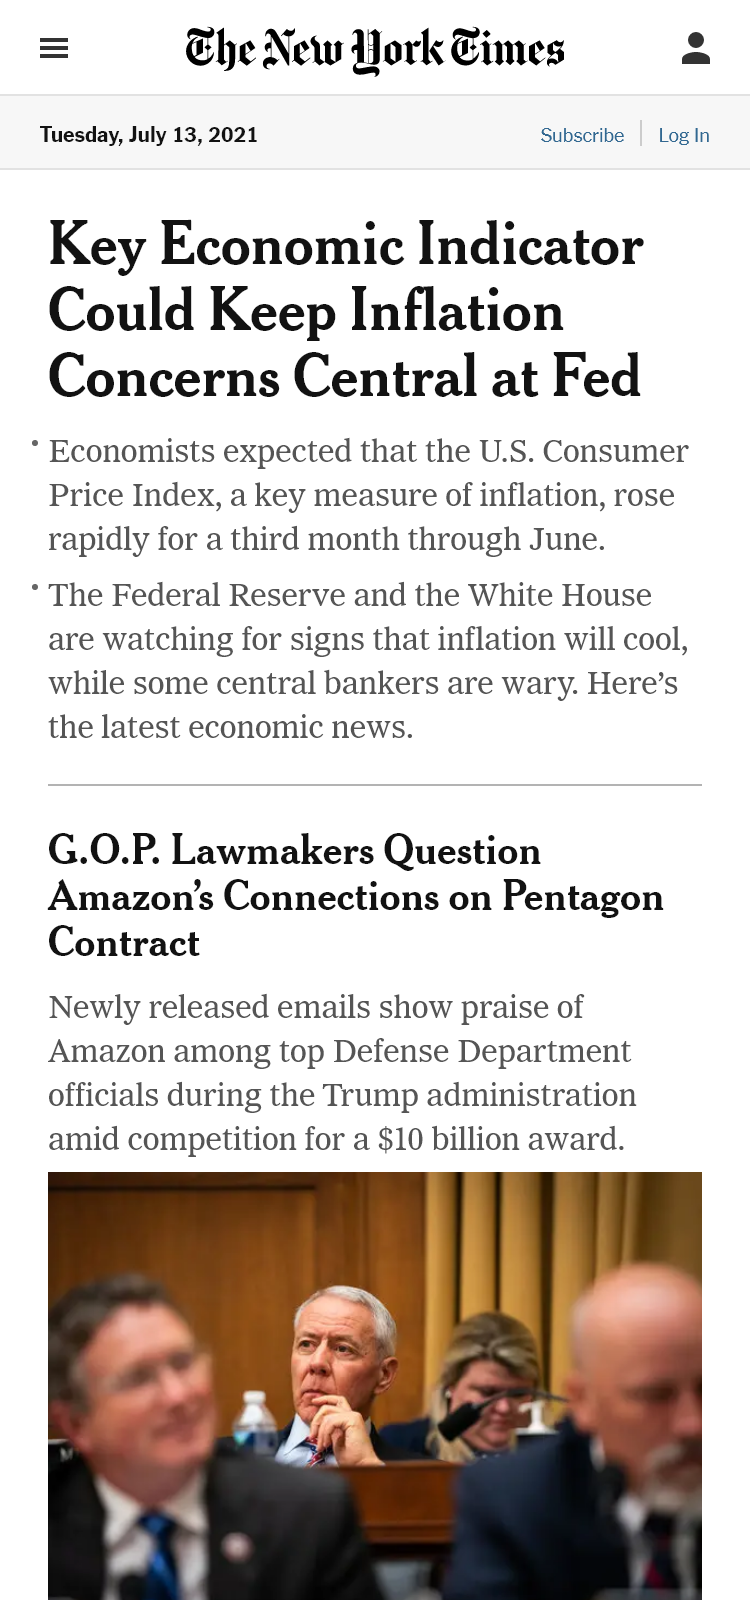 The New York Times
Tuesday, July 13, 2021
Subscribe
Log In
Key Economic Indicator
Could Keep Inflation
Concerns Central at Fed
• Economists expected that the U.S. Consumer
Price Index, a key measure of inflation, rose
rapidly for a third month through June.
• The Federal Reserve and the White House
are watching for signs that inflation will cool,
while some central bankers are wary. Here’s
the latest economic news.
G.O.P. Lawmakers Question
Amazon’s Connections on Pentagon
Contract
Newly released emails show praise of
Amazon among top Defense Department
officials during the Trump administration
amid competition for a $10 billion award.